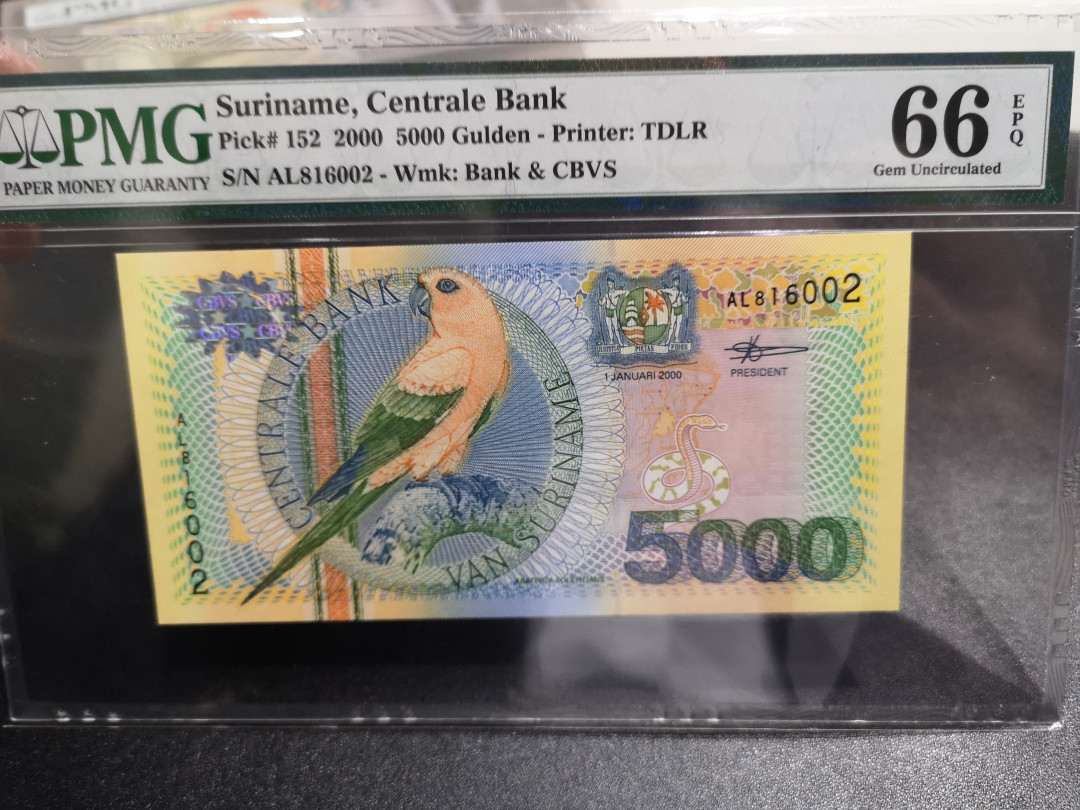 PMG
PAPER MONEY GUARANTY
Suriname, Centrale Bank
Pick# 152 2000 5000 Gulden - Printer: TDLR
S/N AL816002 - Wmk: Bank & CBVS
66
EPQ
Gem Uncirculated
CENTRALE BANK
VAN SURINAME
CBVS
AL816002
1 JANUARI 2000
PRESIDENT
AL816002
5000